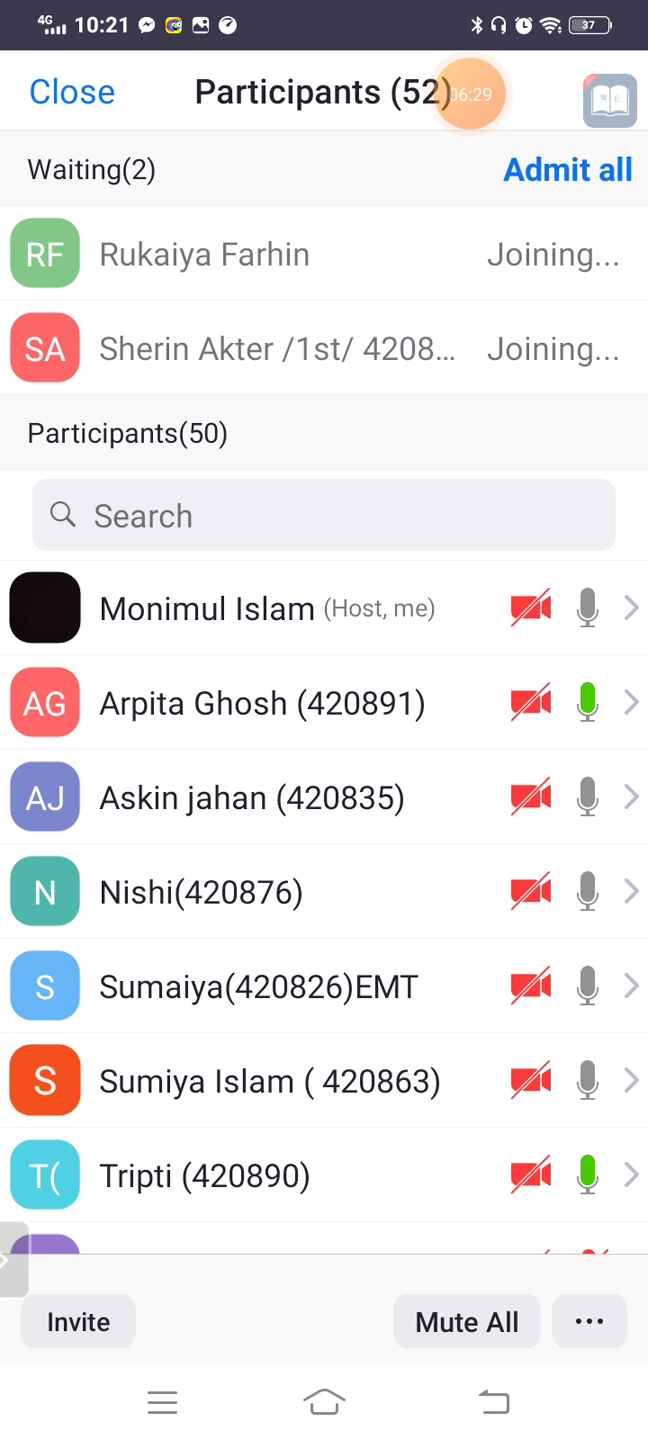 4G 10:21 37
Close Participants (52) 06:29
Waiting(2) Admit all
RF Rukaiya Farhin Joining...
SA Sherin Akter /1st/ 4208... Joining...
Participants(50)
Search
Monimul Islam (Host, me)
AG Arpita Ghosh (420891)
AJ Askin jahan (420835)
N Nishi(420876)
S Sumaiya(420826)EMT
S Sumiya Islam ( 420863)
T( Tripti (420890)
Invite Mute All ...